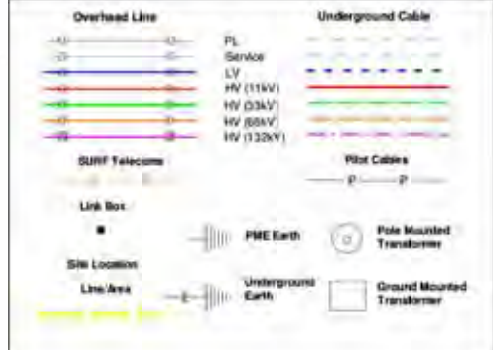 Overhead Line
Underground Cable
PL
Service
LV
HV (11kV)
HV (33kV)
HV (66kV)
HV (132kV)
SURF Telecoms
Pilot Cables
P P
Link Box
PME Earth
Pole Mounted
Transformer
Site Location
Line/Area
Underground
Earth
Ground Mounted
Transformer